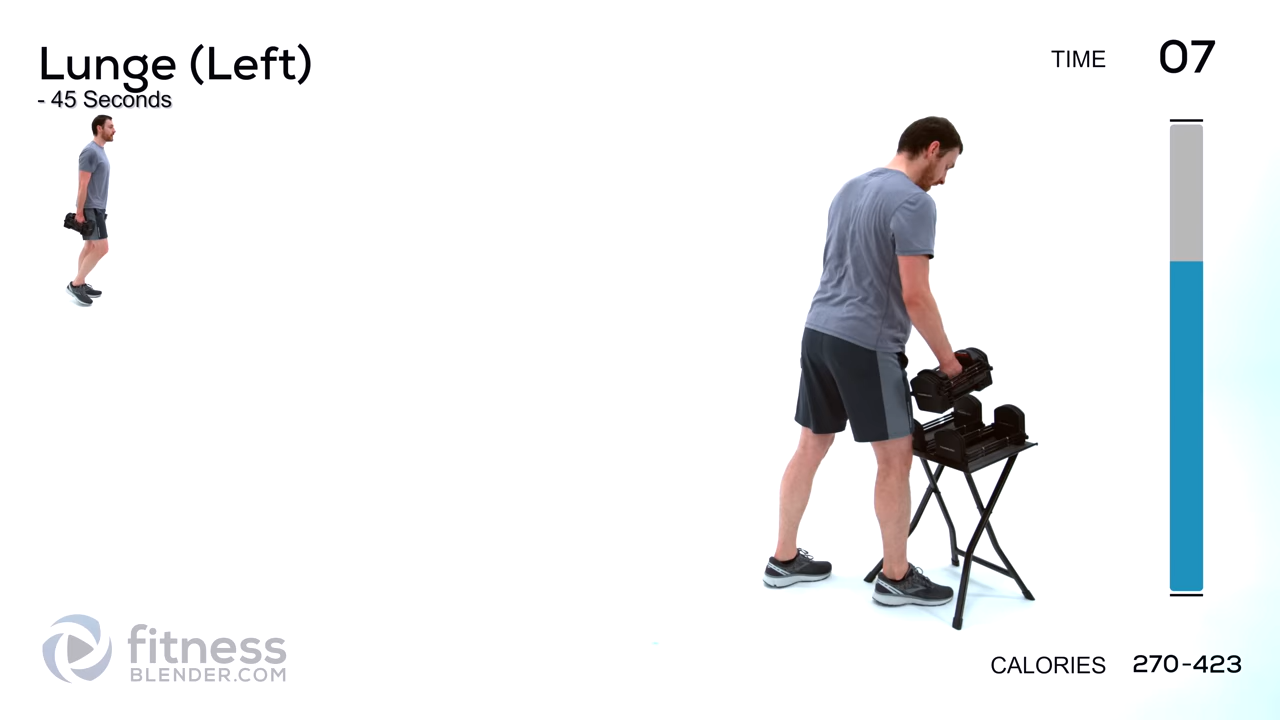 Lunge (Left)
- 45 Seconds
TIME 07
fitness
BLENDER.COM
CALORIES 270-423